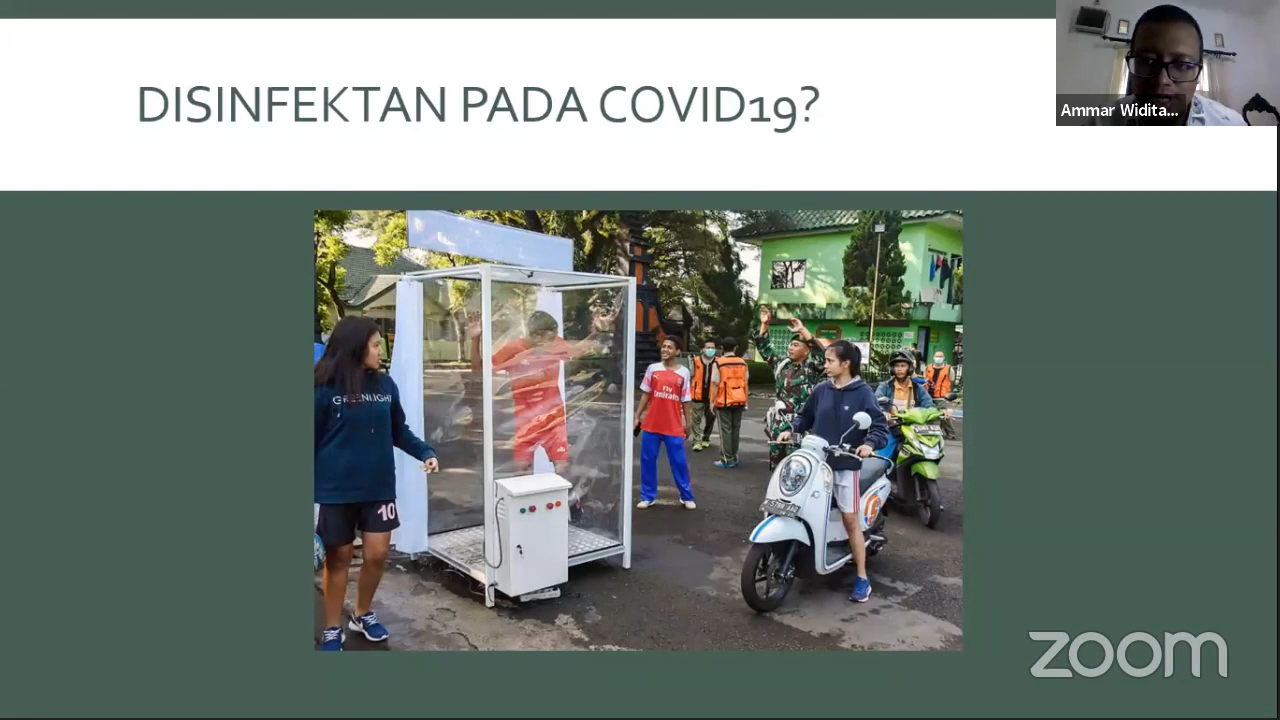 DISINFEKTAN PADA COVID19?
Ammar Widita...
GREENLIGHT
10
Fly
Emirates
zoom